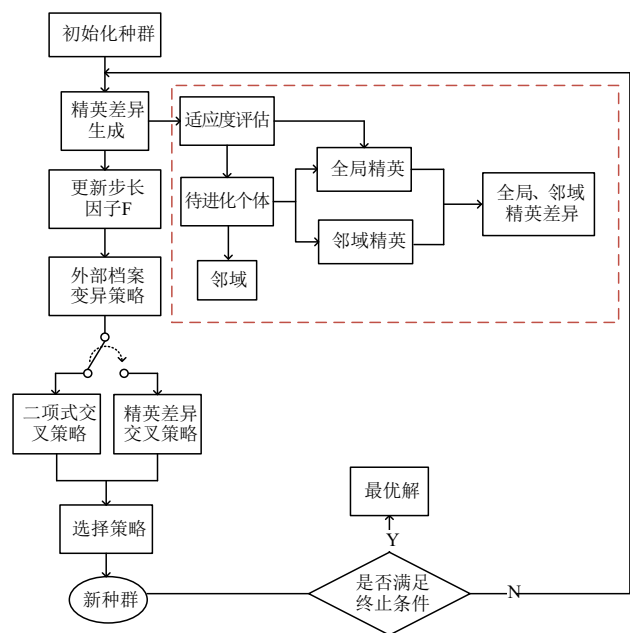 初始化种群
精英差异
生成
适应度评估
更新步长
因子F
待进化个体
全局精英
全局、邻域
精英差异
邻域精英
邻域
外部档案
变异策略
二项式交
叉策略
精英差异
交叉策略
选择策略
最优解
Y
新种群
是否满足
终止条件
N